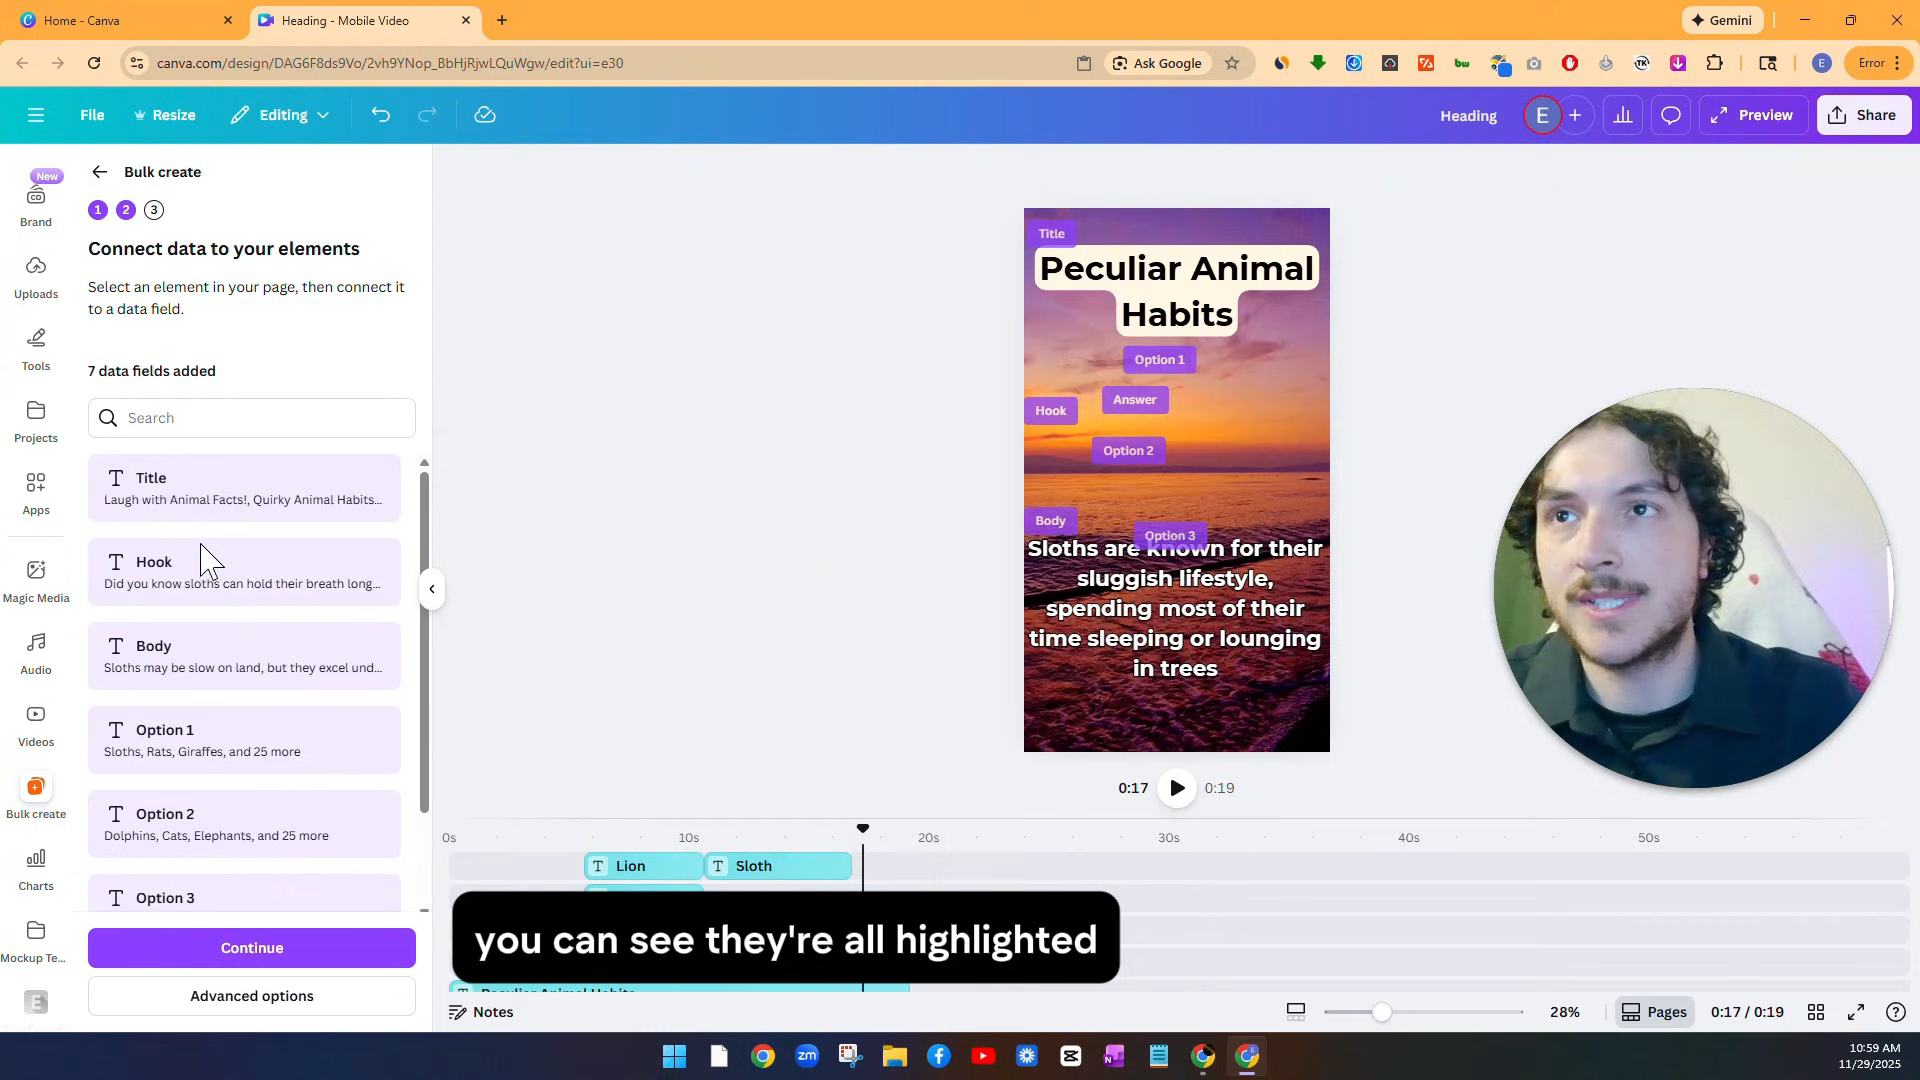 Home - Canva
Heading - Mobile Video
Gemini
canva.com/design/DAG6F8ds9Vo/2vh9YNop_BbHjRjwLQuWgw/edit?ui=e30
Ask Google
bw
TK
E
Error
File
Resize
Editing
Heading
E
Preview
Share
New
Brand
Uploads
Tools
Projects
Apps
Magic Media
Audio
Videos
Bulk create
Charts
Mockup Te...
E
Bulk create
1 2 3
Connect data to your elements
Select an element in your page, then connect it
to a data field.
7 data fields added
Search
Title
Laugh with Animal Facts!, Quirky Animal Habits...
Hook
Did you know sloths can hold their breath long...
Body
Sloths may be slow on land, but they excel und...
Option 1
Sloths, Rats, Giraffes, and 25 more
Option 2
Dolphins, Cats, Elephants, and 25 more
Option 3
Continue
Advanced options
Title
Peculiar Animal
Habits
Option 1
Answer
Hook
Option 2
Body
Option 3
Sloths are known for their
sluggish lifestyle,
spending most of their
time sleeping or lounging
in trees
0:17
0:19
0s
10s
20s
30s
40s
50s
Lion
Sloth
you can see they're all highlighted
Peculiar Animal Habits
Notes
28%
Pages
0:17 / 0:19
zm
N
10:59 AM
11/29/2025